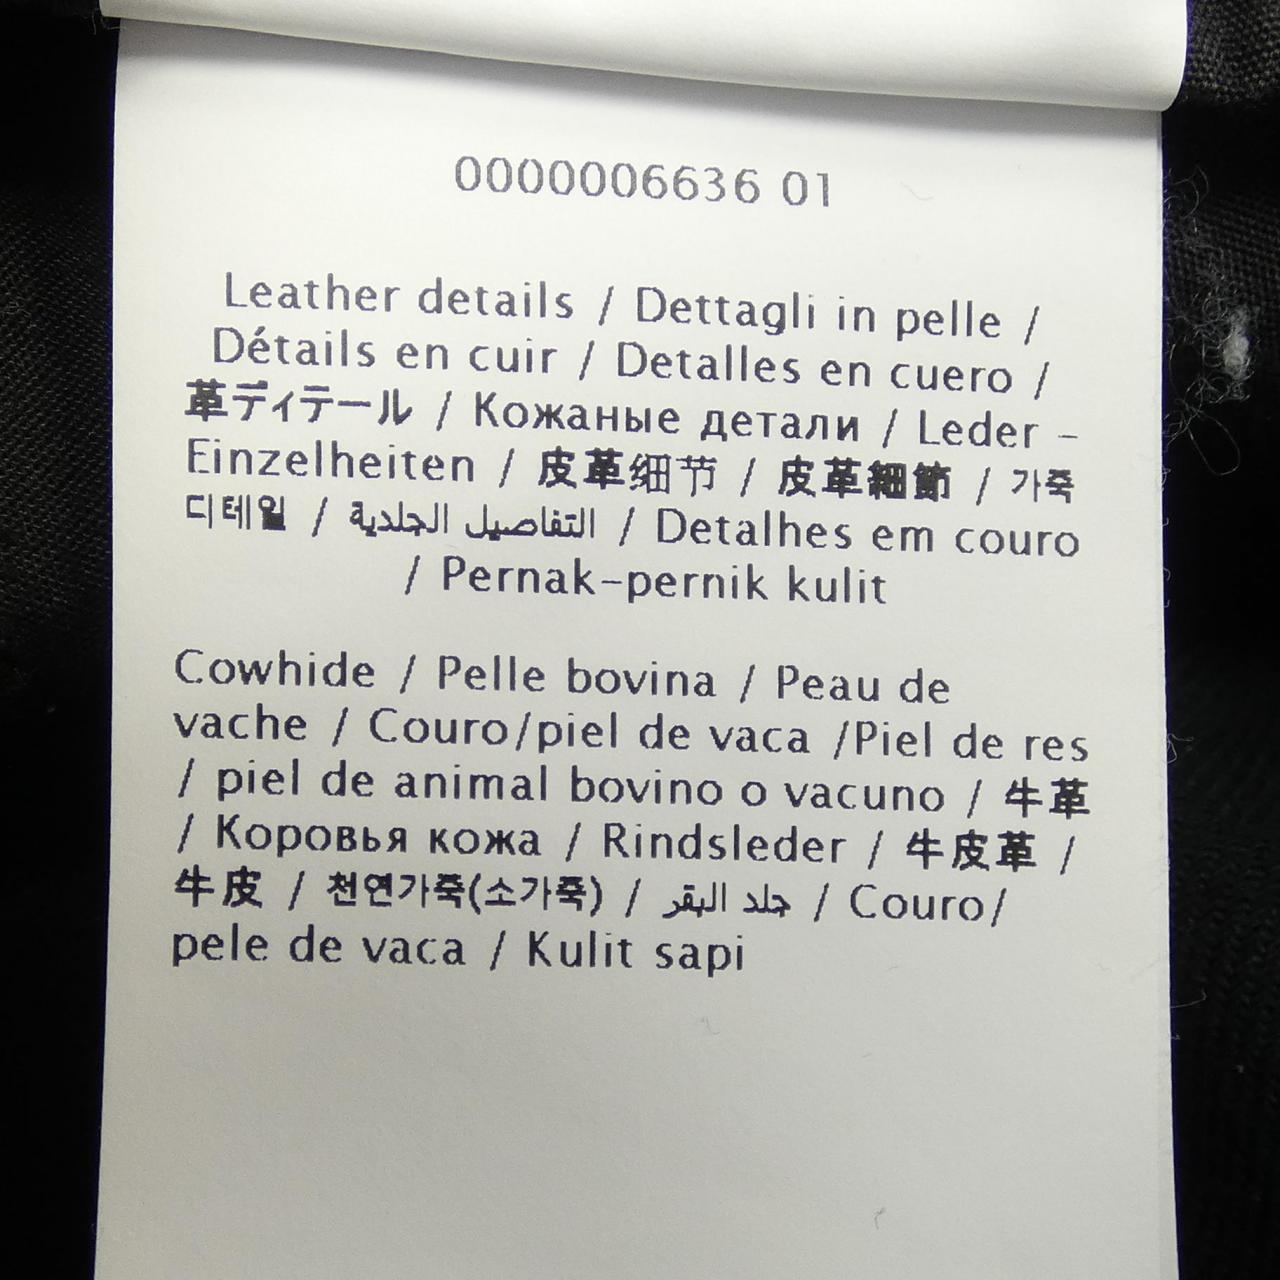 0000006636 01
Leather details / Dettagli in pelle /
Détails en cuir / Detalles en cuero /
革ディテール / Кожаные детали / Leder -
Einzelheiten / 皮革细节 / 皮革細節 / 가죽
디테일 / التفاصيل الجلدية / Detalhes em couro
/ Pernak-pernik kulit
Cowhide / Pelle bovina / Peau de
vache / Couro/piel de vaca /Piel de res
/ piel de animal bovino o vacuno / 牛革
/ Коровья кожа / Rindsleder / 牛皮革 /
牛皮 / 천연가죽(소가죽) / جلد البقر / Couro/
pele de vaca / Kulit sapi